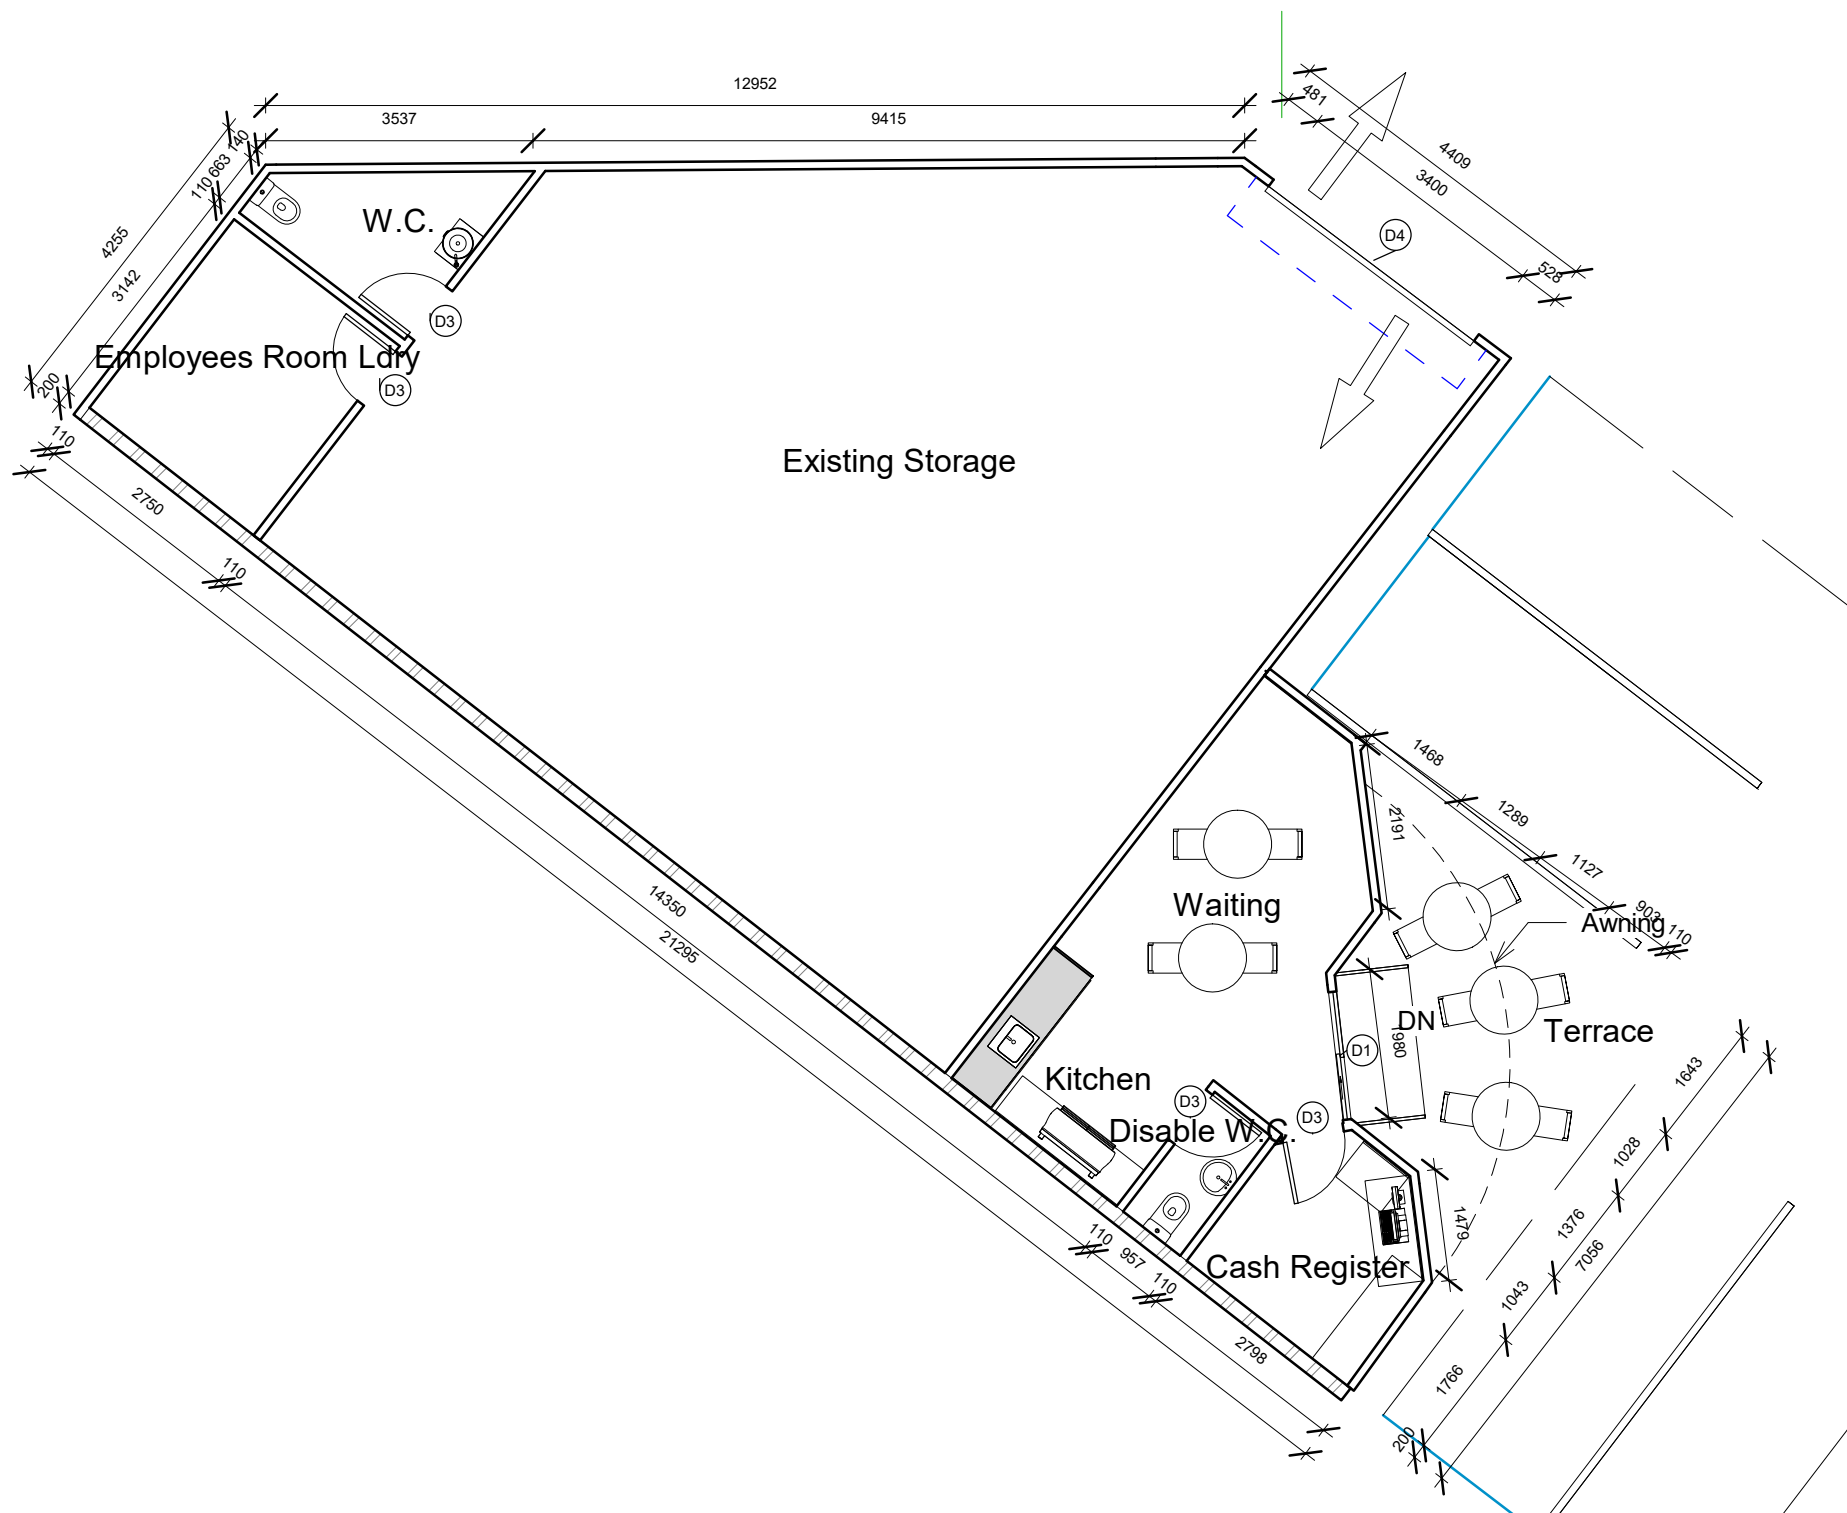 12952
3537
9415
481
4409
3400
528
D4
140
663
110
4255
3142
200
W.C.
D3
Employees Room Ldry
D3
110
2750
110
Existing Storage
14350
21295
1468
1289
1127
903
110
2191
Waiting
Awning
DN
1980
D1
Terrace
Kitchen
D3
D3
Disable W.C.
1643
1028
1376
7056
1043
1766
200
1479
Cash Register
110
957
110
2798